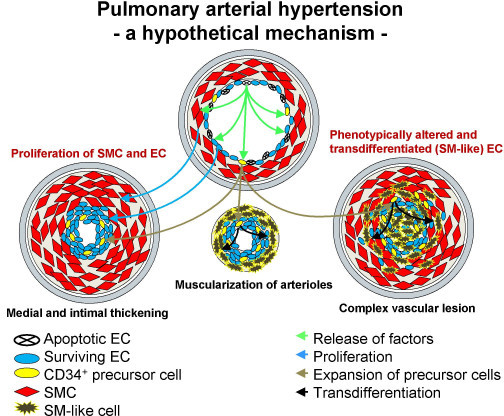 Pulmonary arterial hypertension
- a hypothetical mechanism -
Proliferation of SMC and EC
Phenotypically altered and
transdifferentiated (SM-like) EC
Medial and intimal thickening
Muscularization of arterioles
Complex vascular lesion
Apoptotic EC
Surviving EC
CD34⁺ precursor cell
SMC
SM-like cell
Release of factors
Proliferation
Expansion of precursor cells
Transdifferentiation